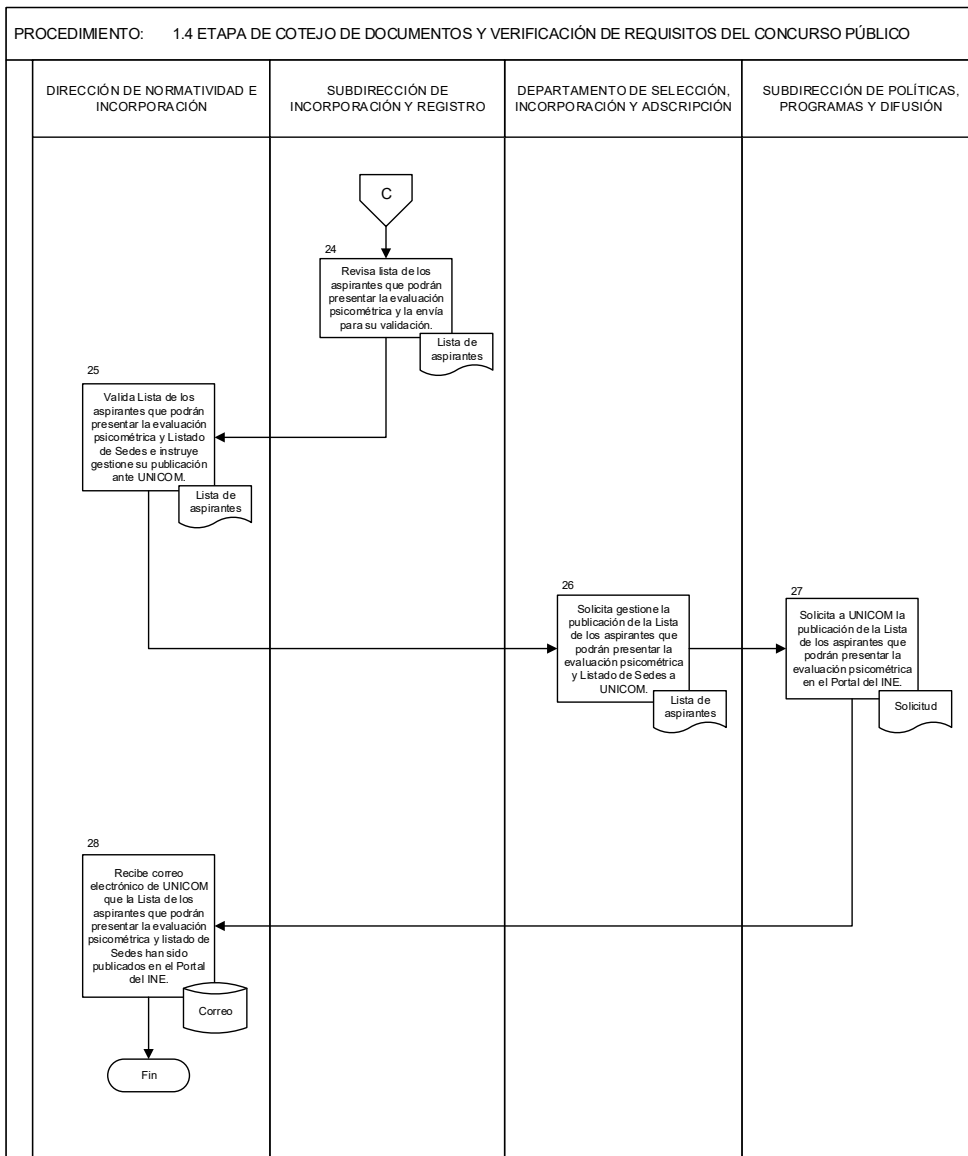 PROCEDIMIENTO: 1.4 ETAPA DE COTEJO DE DOCUMENTOS Y VERIFICACIÓN DE REQUISITOS DEL CONCURSO PÚBLICO
DIRECCIÓN DE NORMATIVIDAD E
INCORPORACIÓN
SUBDIRECCIÓN DE
INCORPORACIÓN Y REGISTRO
DEPARTAMENTO DE SELECCIÓN,
INCORPORACIÓN Y ADSCRIPCIÓN
SUBDIRECCIÓN DE POLÍTICAS,
PROGRAMAS Y DIFUSIÓN
C
24
Revisa lista de los
aspirantes que podrán
presentar la evaluación
psicométrica y la envía
para su validación.
Lista de
aspirantes
25
Valida Lista de los
aspirantes que podrán
presentar la evaluación
psicométrica y Listado
de Sedes e instruye
gestione su publicación
ante UNICOM.
Lista de
aspirantes
26
Solicita gestione la
publicación de la Lista
de los aspirantes que
podrán presentar la
evaluación psicométrica
y Listado de Sedes a
UNICOM.
Lista de
aspirantes
27
Solicita a UNICOM la
publicación de la Lista
de los aspirantes que
podrán presentar la
evaluación psicométrica
en el Portal del INE.
Solicitud
28
Recibe correo
electrónico de UNICOM
que la Lista de los
aspirantes que podrán
presentar la evaluación
psicométrica y listado de
Sedes han sido
publicados en el Portal
del INE.
Correo
Fin